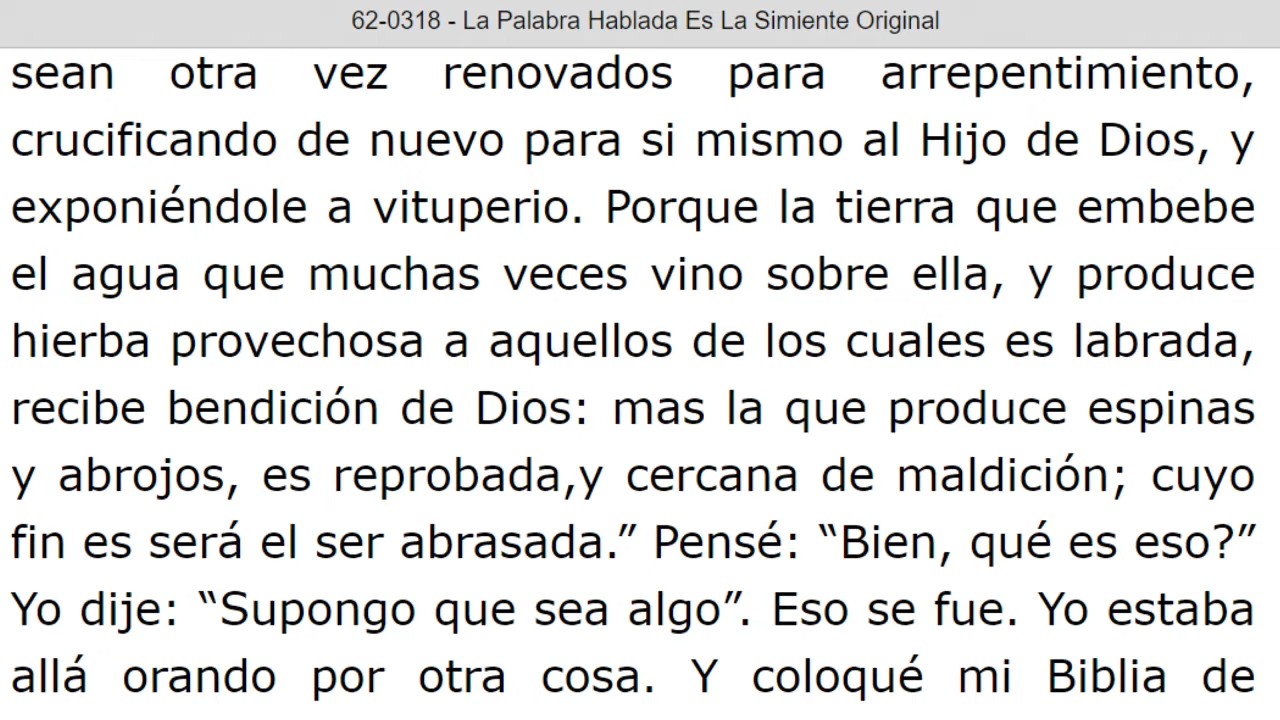 62-0318 - La Palabra Hablada Es La Simiente Original
sean otra vez renovados para arrepentimiento,
crucificando de nuevo para si mismo al Hijo de Dios, y
exponiéndole a vituperio. Porque la tierra que embebe
el agua que muchas veces vino sobre ella, y produce
hierba provechosa a aquellos de los cuales es labrada,
recibe bendición de Dios: mas la que produce espinas
y abrojos, es reprobada,y cercana de maldición; cuyo
fin es será el ser abrasada.” Pensé: “Bien, qué es eso?”
Yo dije: “Supongo que sea algo”. Eso se fue. Yo estaba
allá orando por otra cosa. Y coloqué mi Biblia de